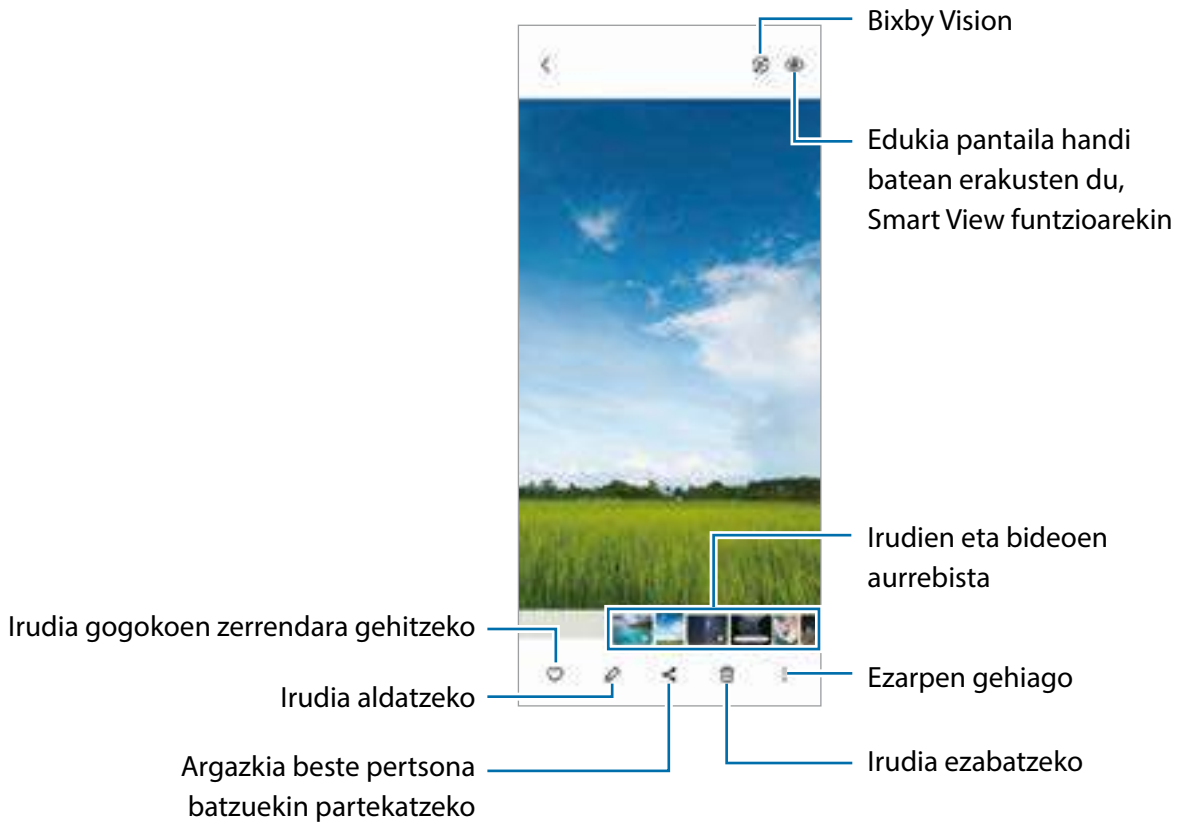 Bixby Vision
Edukia pantaila handi
batean erakusten du,
Smart View funtzioarekin
Irudien eta bideoen
aurrebista
Irudia gogokoen zerrendara gehitzeko
Irudia aldatzeko
Ezarpen gehiago
Argazkia beste pertsona
batzuekin partekatzeko
Irudia ezabatzeko